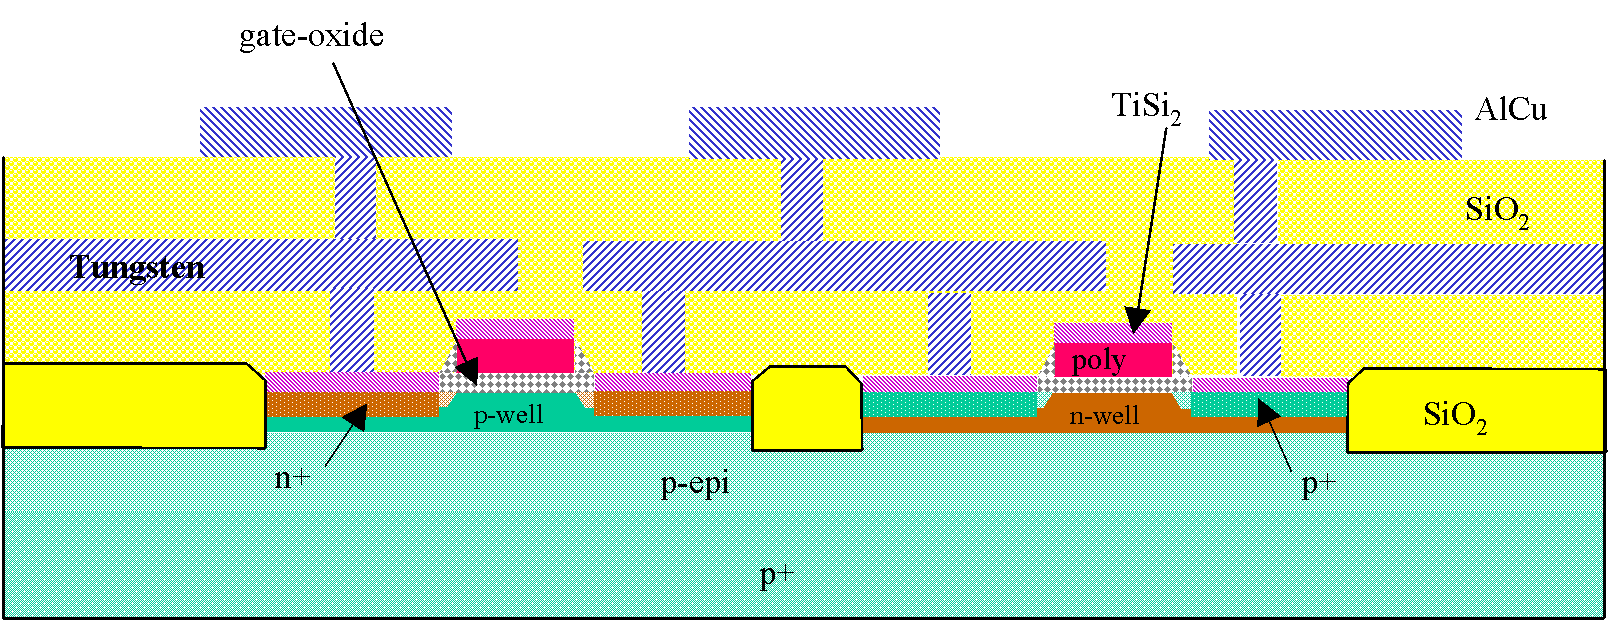 gate-oxide
TiSi2
AlCu
SiO2
Tungsten
poly
p-well
n-well
SiO2
n+
p-epi
p+
p+